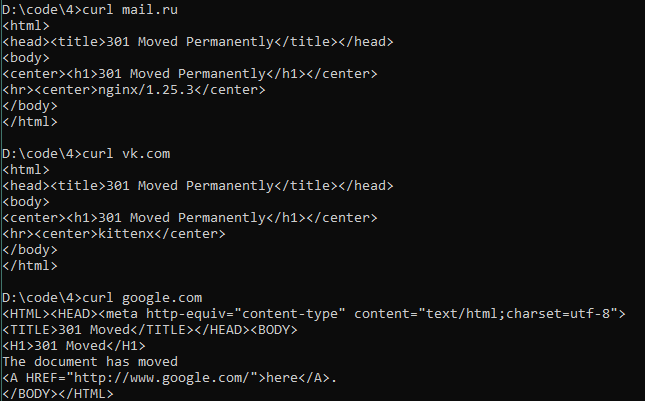 D:\code\4>curl mail.ru
<html>
<head><title>301 Moved Permanently</title></head>
<body>
<center><h1>301 Moved Permanently</h1></center>
<hr><center>nginx/1.25.3</center>
</body>
</html>
D:\code\4>curl vk.com
<html>
<head><title>301 Moved Permanently</title></head>
<body>
<center><h1>301 Moved Permanently</h1></center>
<hr><center>kittenx</center>
</body>
</html>
D:\code\4>curl google.com
<HTML><HEAD><meta http-equiv="content-type" content="text/html;charset=utf-8">
<TITLE>301 Moved</TITLE></HEAD><BODY>
<H1>301 Moved</H1>
The document has moved
<A HREF="http://www.google.com/">here</A>.
</BODY></HTML>